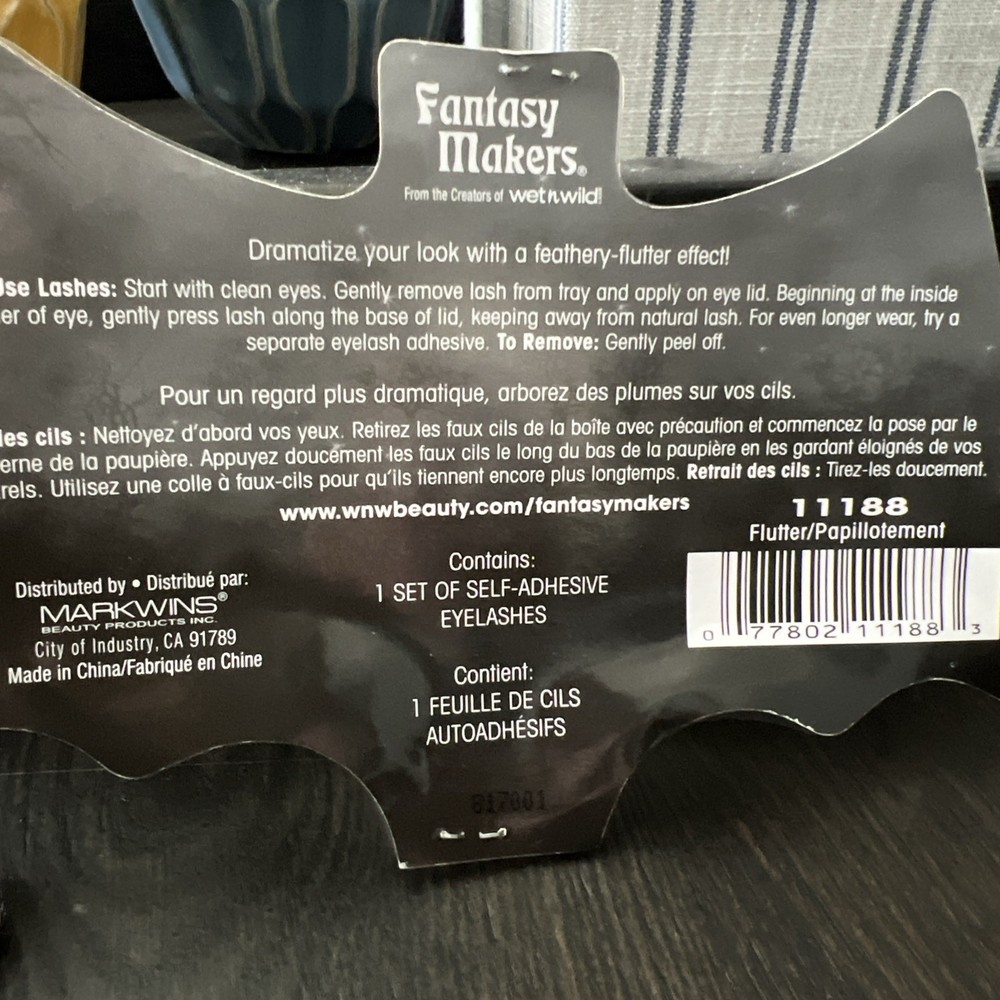 Fantasy
Makers®
From the Creators of wet n wild!
Dramatize your look with a feathery-flutter effect!
Use Lashes: Start with clean eyes. Gently remove lash from tray and apply on eye lid. Beginning at the inside
er of eye, gently press lash along the base of lid, keeping away from natural lash. For even longer wear, try a
separate eyelash adhesive. To Remove: Gently peel off.
Pour un regard plus dramatique, arborez des plumes sur vos cils.
les cils : Nettoyez d'abord vos yeux. Retirez les faux cils de la boîte avec précaution et commencez la pose par le
erne de la paupière. Appuyez doucement les faux cils le long du bas de la paupière en les gardant éloignés de vos
rels. Utilisez une colle à faux-cils pour qu'ils tiennent encore plus longtemps. Retrait des cils : Tirez-les doucement.
www.wnwbeauty.com/fantasymakers
11188
Flutter/Papillotement
0 77802 11188 3
Distributed by • Distribué par:
MARKWINS®
BEAUTY PRODUCTS INC.
City of Industry, CA 91789
Made in China/Fabriqué en Chine
Contains:
1 SET OF SELF-ADHESIVE
EYELASHES
Contient:
1 FEUILLE DE CILS
AUTOADHÉSIFS